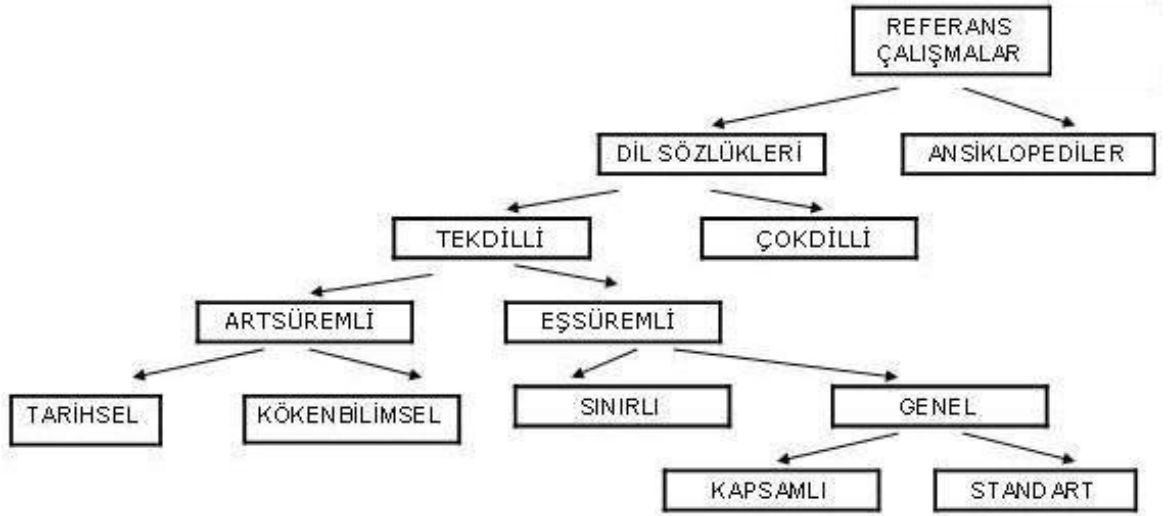 REFERANS
ÇALIŞMALAR
DİL SÖZLÜKLERİ
ANSİKLOPEDİLER
TEKDİLLİ
ÇOKDİLLİ
ARTSÜREMLİ
EŞSÜREMLİ
TARİHSEL
KÖKENBİLİMSEL
SINIRLI
GENEL
KAPSAMLI
STANDART